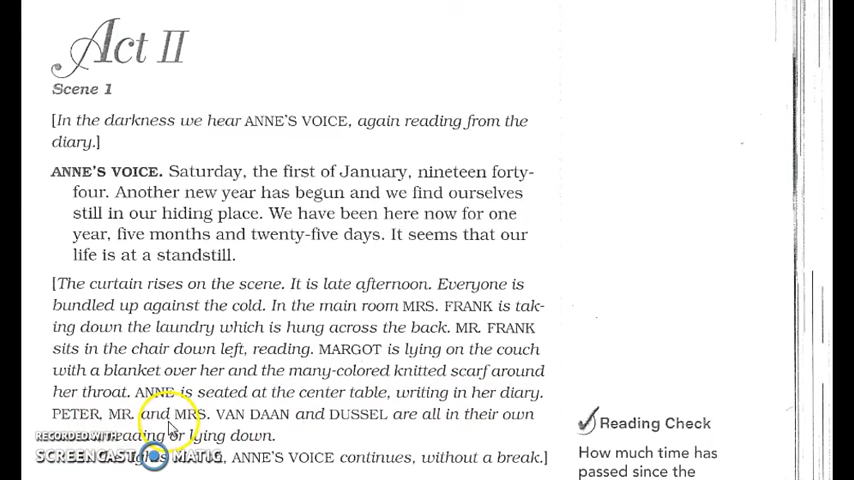 Act II
Scene 1
[In the darkness we hear ANNE'S VOICE, again reading from the
diary.]
ANNE'S VOICE. Saturday, the first of January, nineteen forty-
four. Another new year has begun and we find ourselves
still in our hiding place. We have been here now for one
year, five months and twenty-five days. It seems that our
life is at a standstill.
[The curtain rises on the scene. It is late afternoon. Everyone is
bundled up against the cold. In the main room MRS. FRANK is tak-
ing down the laundry which is hung across the back. MR. FRANK
sits in the chair down left, reading. MARGOT is lying on the couch
with a blanket over her and the many-colored knitted scarf around
her throat. ANNE is seated at the center table, writing in her diary.
PETER, MR. and MRS. VAN DAAN and DUSSEL are all in their own
reading or lying down.
ANNE'S VOICE continues, without a break.]
RECORDED WITH
SCREENCAST MATIC
Reading Check
How much time has
passed since the